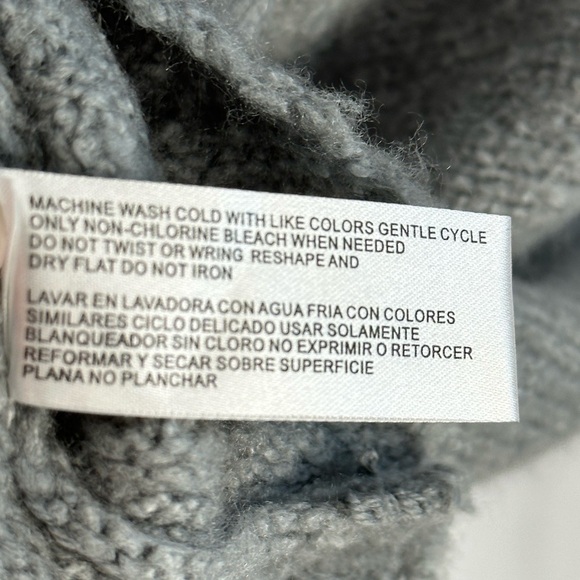 MACHINE WASH COLD WITH LIKE COLORS GENTLE CYCLE
ONLY NON-CHLORINE BLEACH WHEN NEEDED
DO NOT TWIST OR WRING RESHAPE AND
DRY FLAT DO NOT IRON
LAVAR EN LAVADORA CON AGUA FRIA CON COLORES
SIMILARES CICLO DELICADO USAR SOLAMENTE
BLANQUEADOR SIN CLORO NO EXPRIMIR O RETORCER
REFORMAR Y SECAR SOBRE SUPERFICIE
PLANA NO PLANCHAR